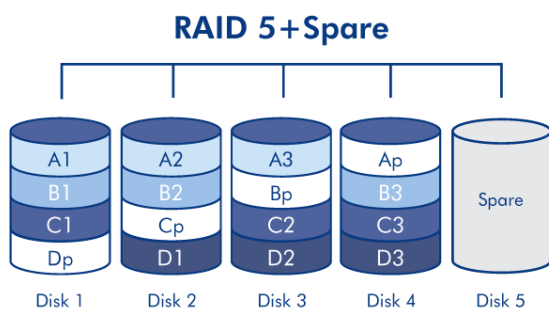 RAID 5+Spare
A1 A2 A3 Ap
B1 B2 Bp B3 Spare
C1 Cp C2 C3
Dp D1 D2 D3
Disk 1 Disk 2 Disk 3 Disk 4 Disk 5